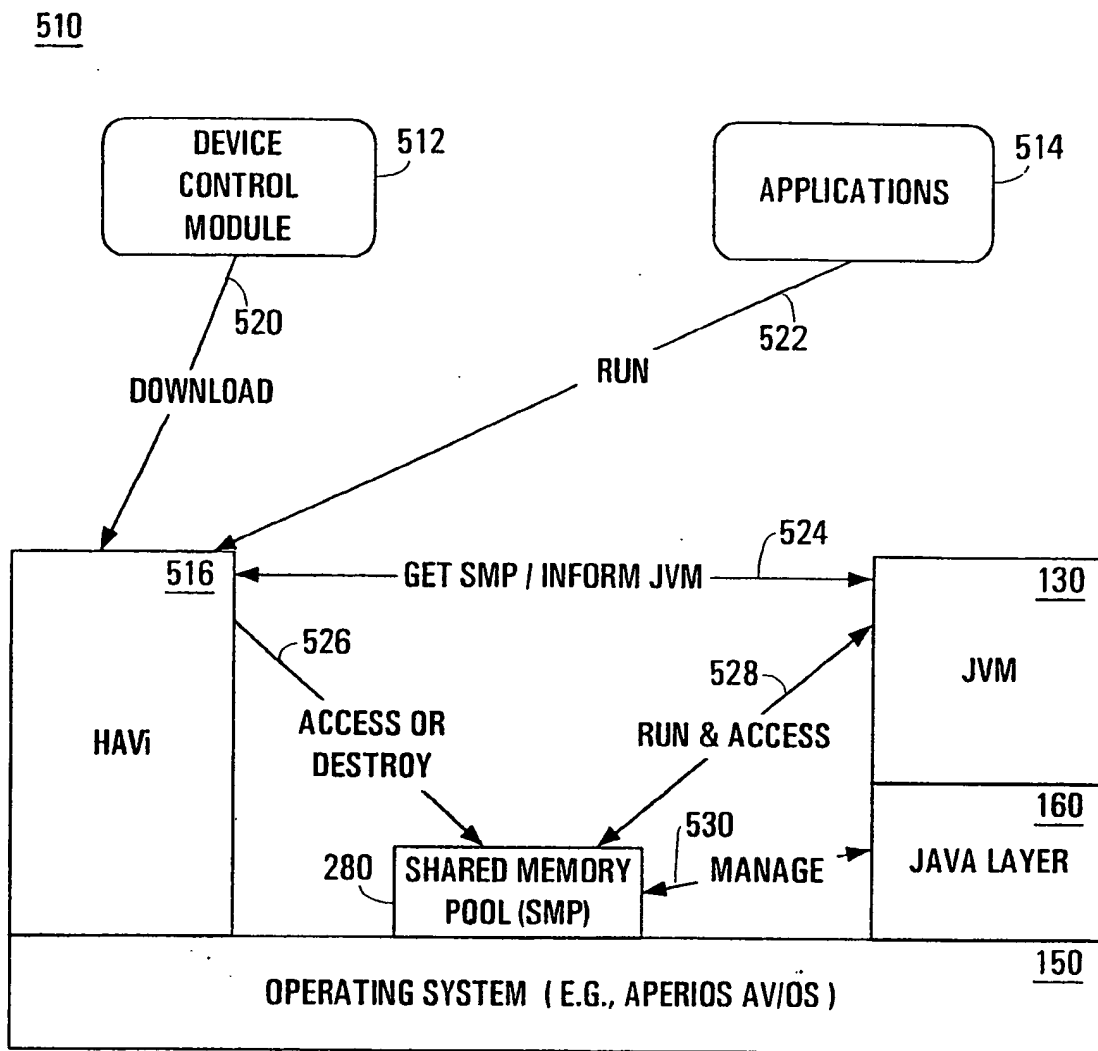 510
DEVICE
CONTROL
MODULE
512
APPLICATIONS
514
520
522
DOWNLOAD
RUN
524
516
GET SMP / INFORM JVM
130
526
528
JVM
HAVi
ACCESS OR
DESTROY
RUN & ACCESS
160
530
280
SHARED MEMORY
POOL (SMP)
MANAGE
JAVA LAYER
150
OPERATING SYSTEM ( E.G., APERIOS AV/OS )